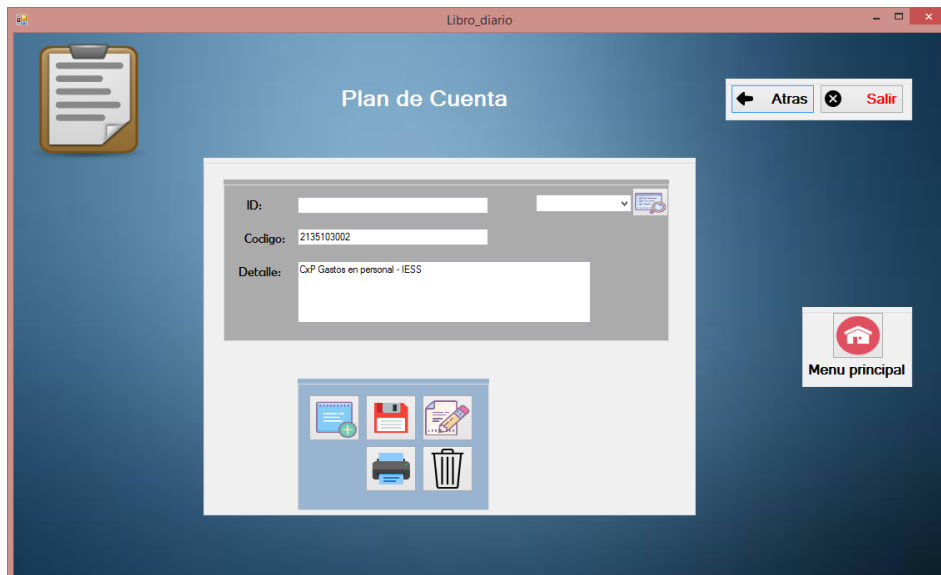 Libro_diario
Plan de Cuenta
Atras
Salir
ID:
Codigo: 2135103002
Detalle: CxP Gastos en personal - IESS
Menu principal